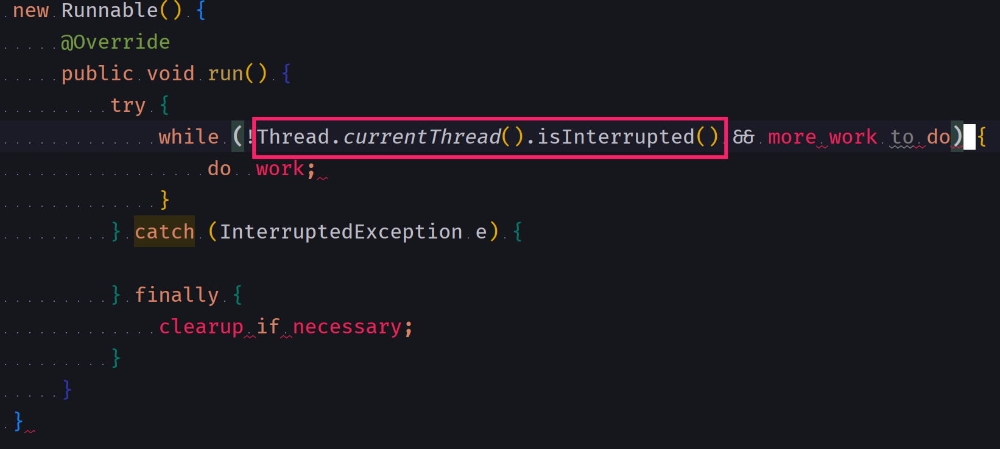 new Runnable() {
@Override
public void run() {
try {
while (!Thread.currentThread().isInterrupted() && more work to do) {
do  work;
}
} catch (InterruptedException e) {
} finally {
clearup if necessary;
}
}
}